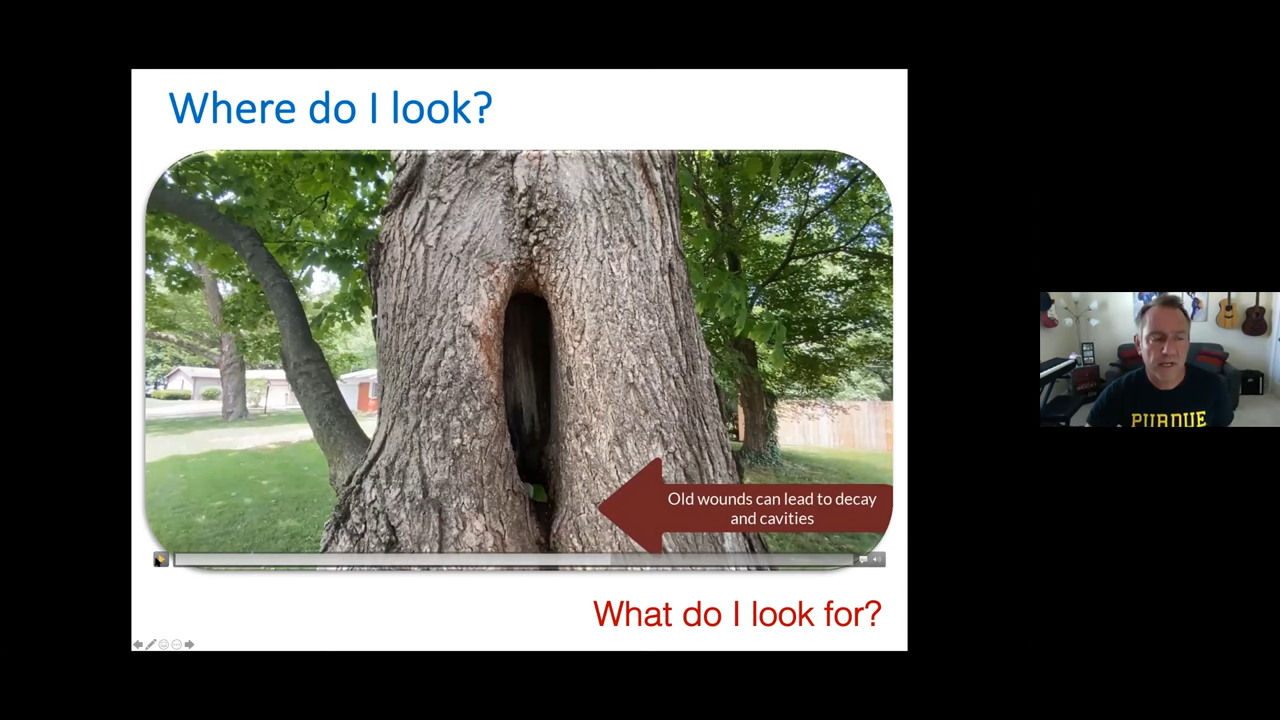 Where do I look?
Old wounds can lead to decay
and cavities
What do I look for?
PURDUE